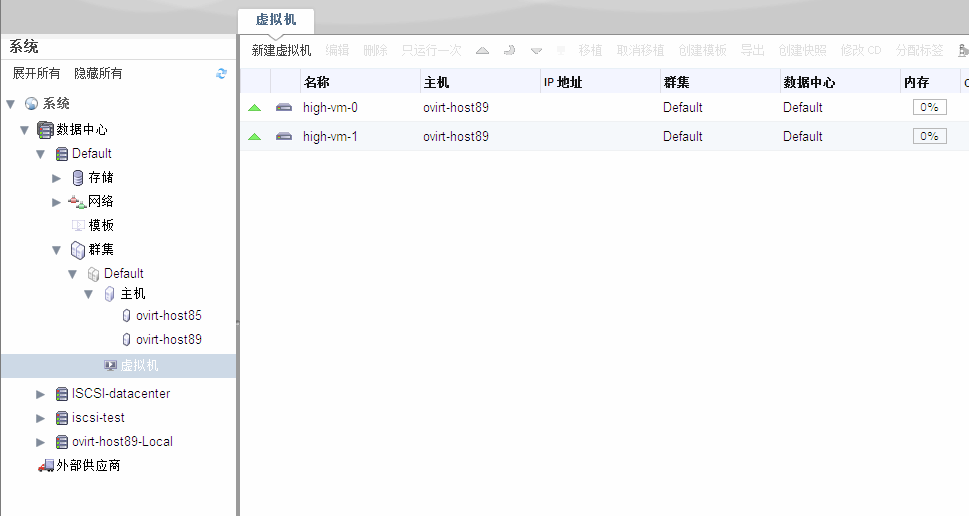 虚拟机
系统
展开所有 隐藏所有
系统
数据中心
Default
存储
网络
模板
群集
Default
主机
ovirt-host85
ovirt-host89
虚拟机
ISCSI-datacenter
iscsi-test
ovirt-host89-Local
外部供应商
新建虚拟机 编辑 删除 只运行一次 移植 取消移植 创建模板 导出 创建快照 修改 CD 分配标签
名称 主机 IP 地址 群集 数据中心 内存
high-vm-0 ovirt-host89 Default Default 0%
high-vm-1 ovirt-host89 Default Default 0%